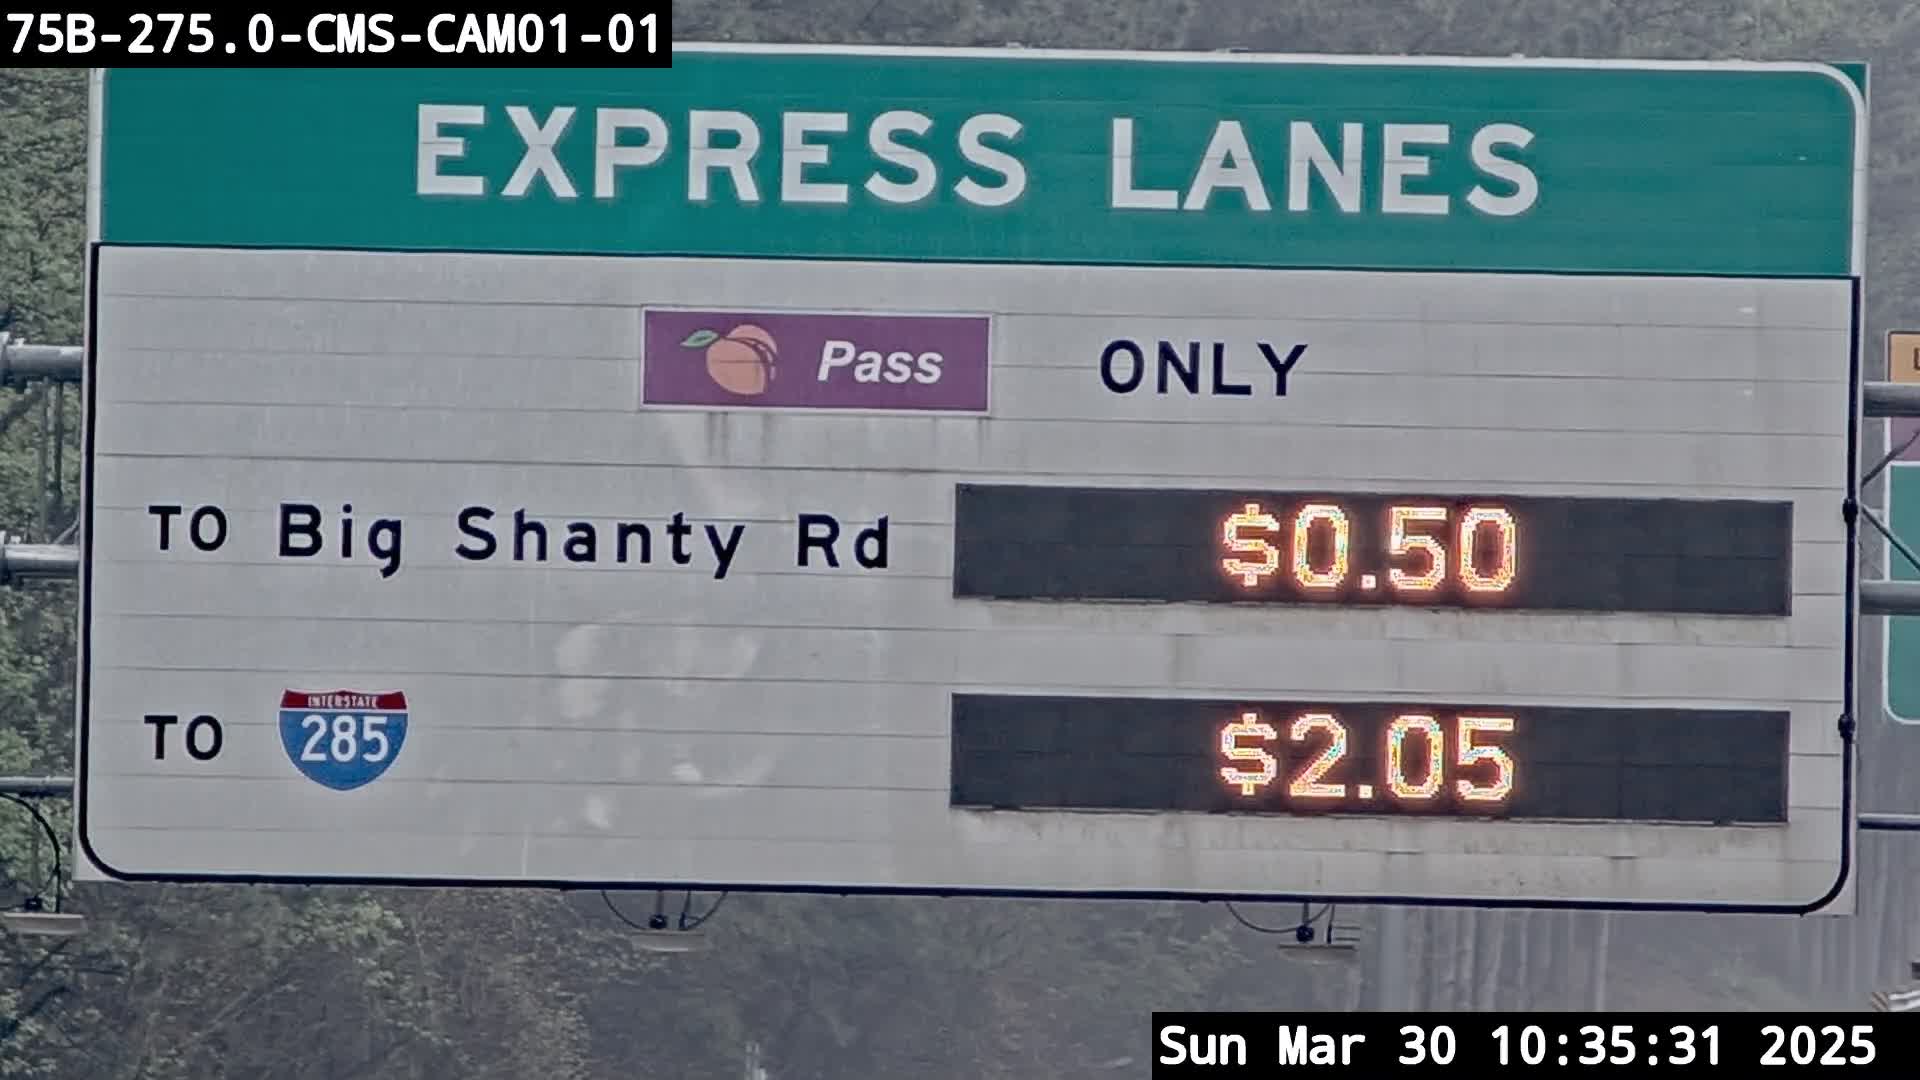 75B-275.0-CMS-CAM01-01
EXPRESS LANES
Pass ONLY
TO Big Shanty Rd $0.50
TO INTERSTATE 285 $2.05
Sun Mar 30 10:35:31 2025